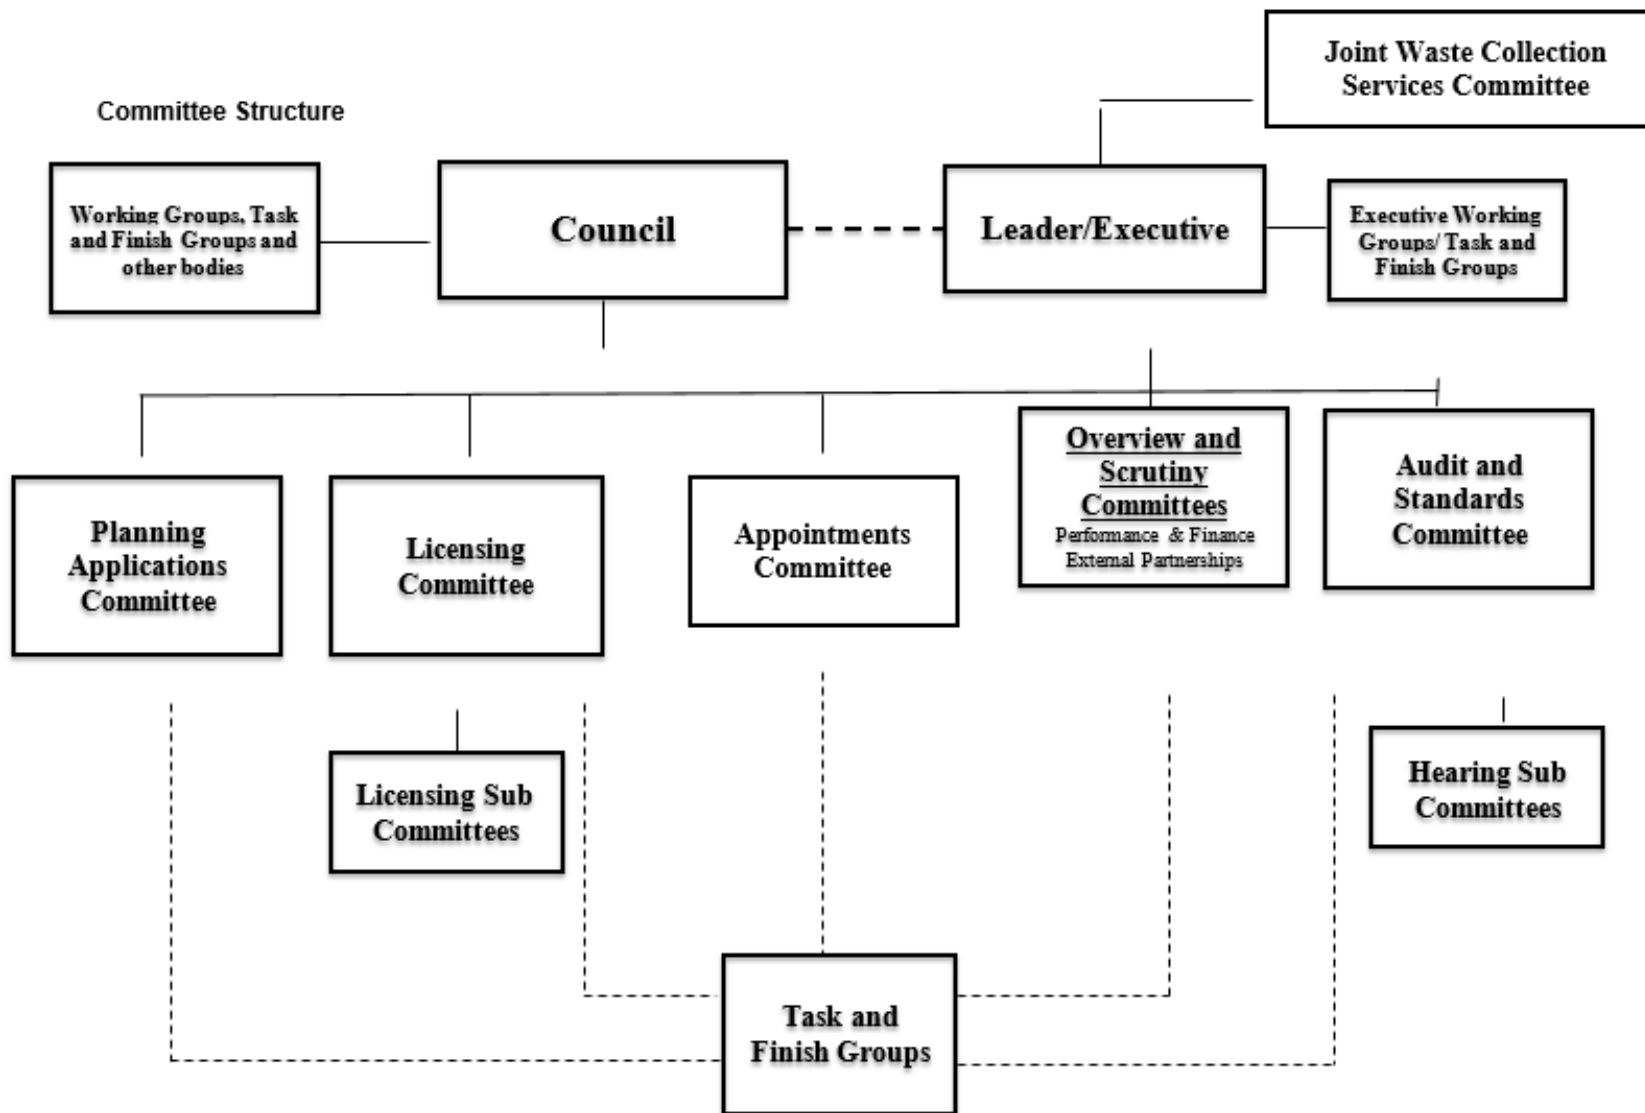 Joint Waste Collection
Services Committee
Committee Structure
Working Groups, Task
and Finish Groups and
other bodies
Council
Leader/Executive
Executive Working
Groups/ Task and
Finish Groups
Planning
Applications
Committee
Licensing
Committee
Appointments
Committee
Overview and
Scrutiny
Committees
Performance & Finance
External Partnerships
Audit and
Standards
Committee
Licensing Sub
Committees
Hearing Sub
Committees
Task and
Finish Groups